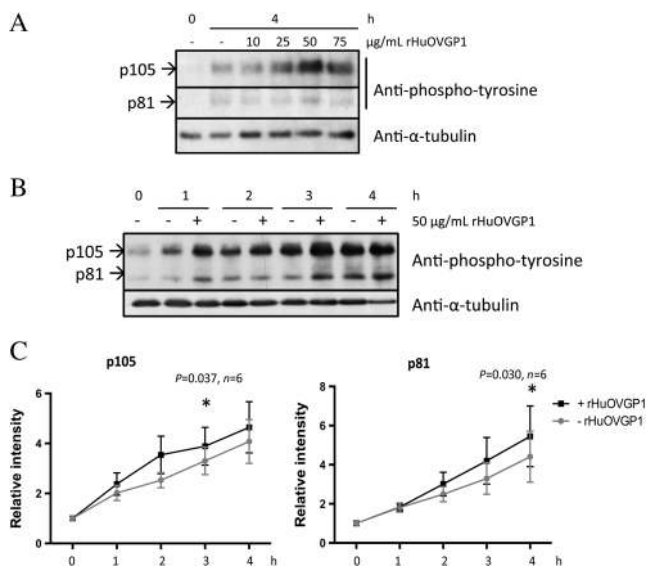 A
0 4 h
- - 10 25 50 75 µg/mL rHuOVGP1
p105
p81
Anti-phospho-tyrosine
Anti-α-tubulin
B
0 1 2 3 4 h
- - + - + - + - + 50 µg/mL rHuOVGP1
p105
p81
Anti-phospho-tyrosine
Anti-α-tubulin
C
p105
P=0.037, n=6
*
Relative intensity
6
4
2
0
0 1 2 3 4 h
p81
P=0.030, n=6
*
Relative intensity
8
6
4
2
0
0 1 2 3 4 h
+ rHuOVGP1
- rHuOVGP1